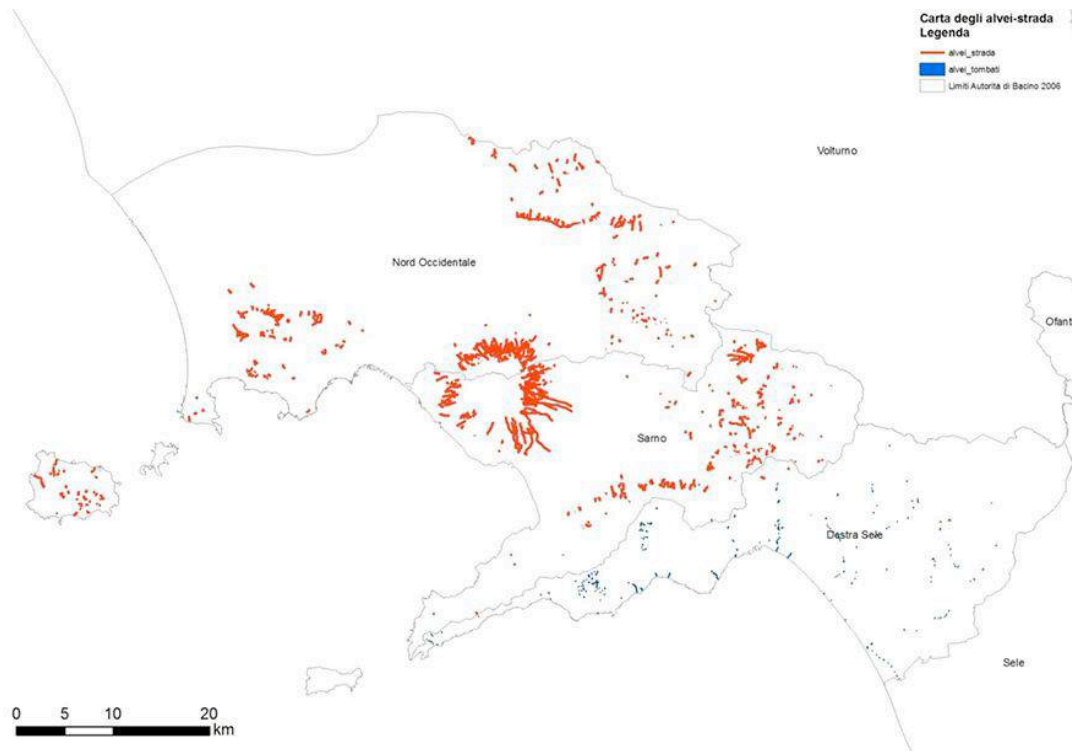 Carta degli alvei-strada
Legenda
alvei_strada
alvei_tombati
Limiti Autorita di Bacino 2006
Volturno
Nord Occidentale
Ofant
Sarno
Destra Sele
Sele
0 5 10 20
km